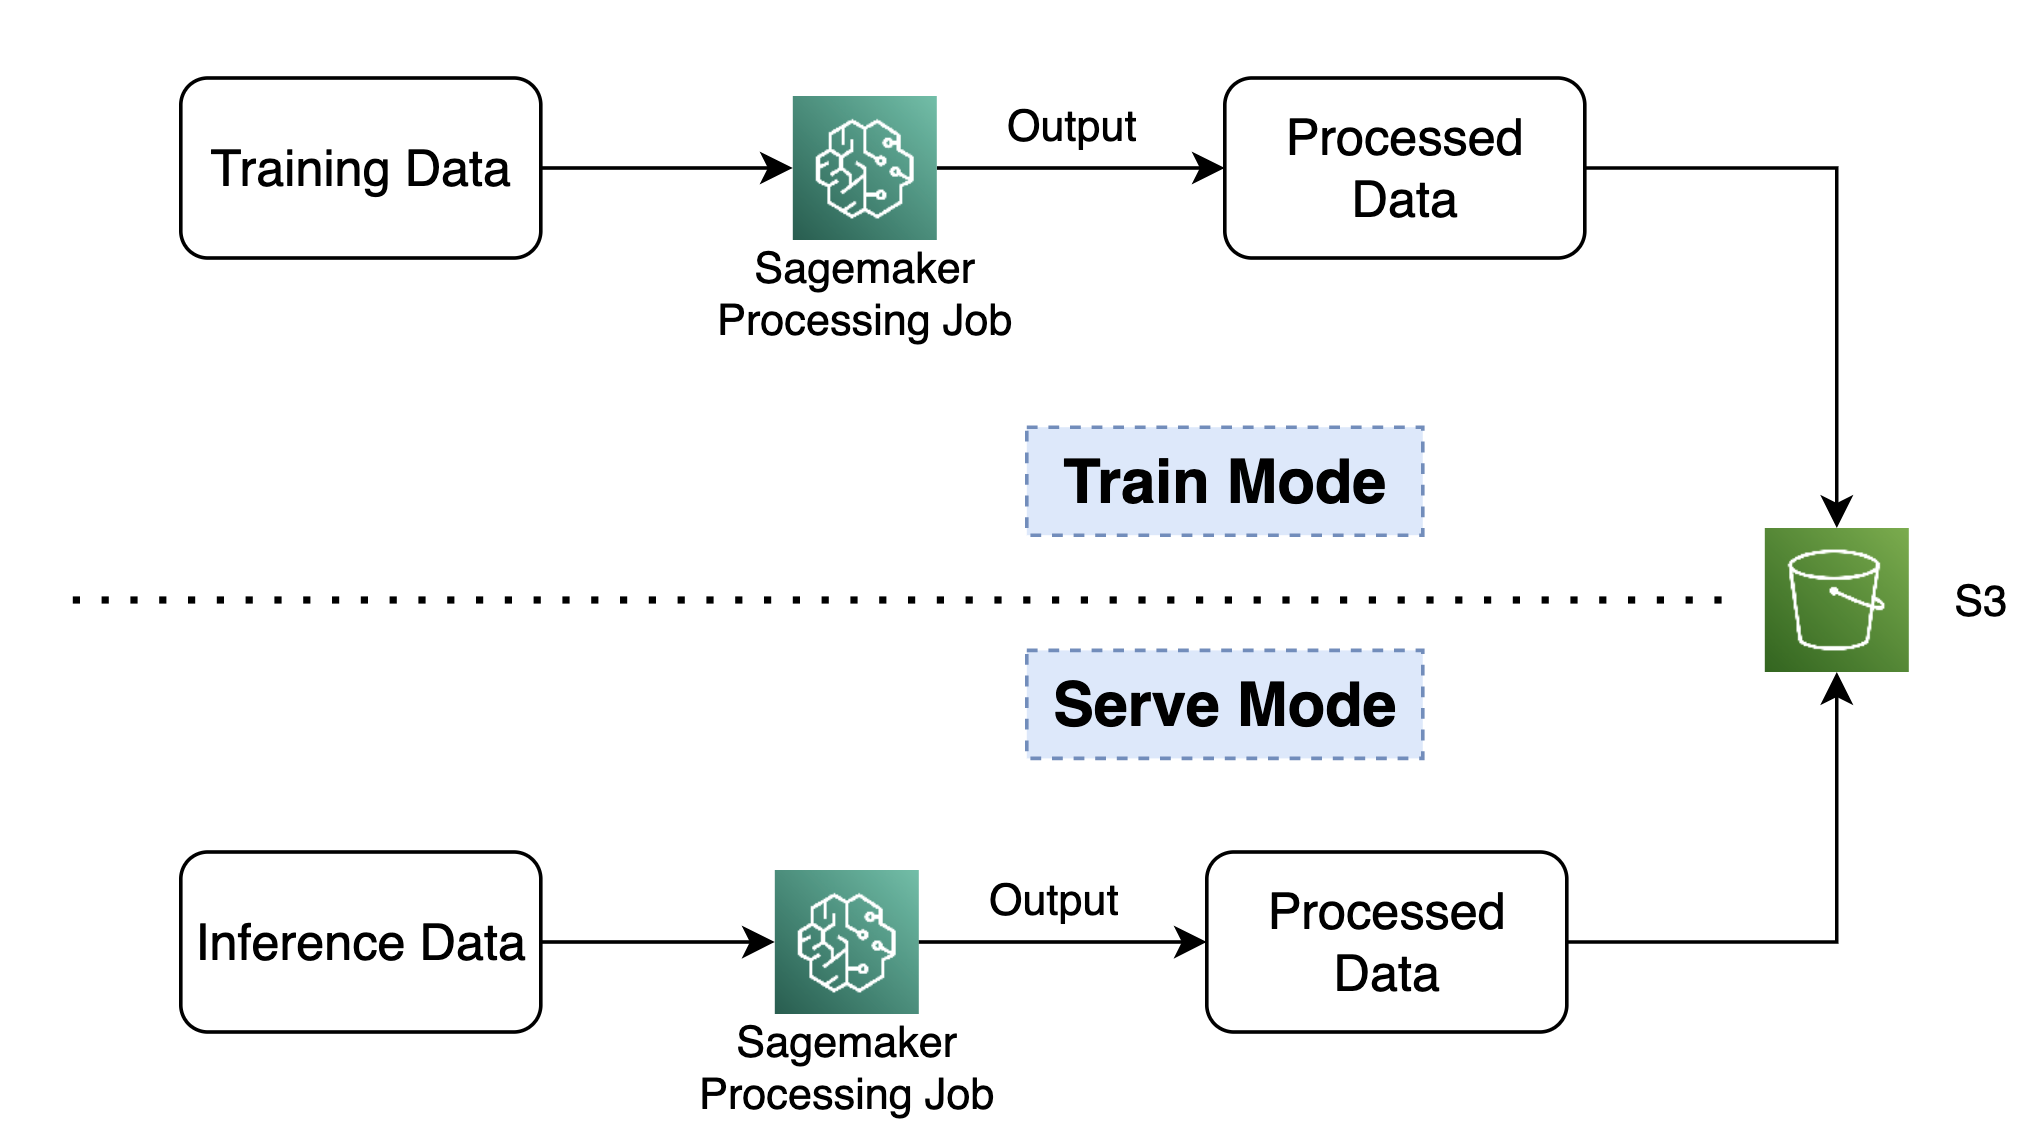 Training Data
Output
Processed
Data
Sagemaker
Processing Job
Train Mode
S3
Serve Mode
Inference Data
Output
Processed
Data
Sagemaker
Processing Job